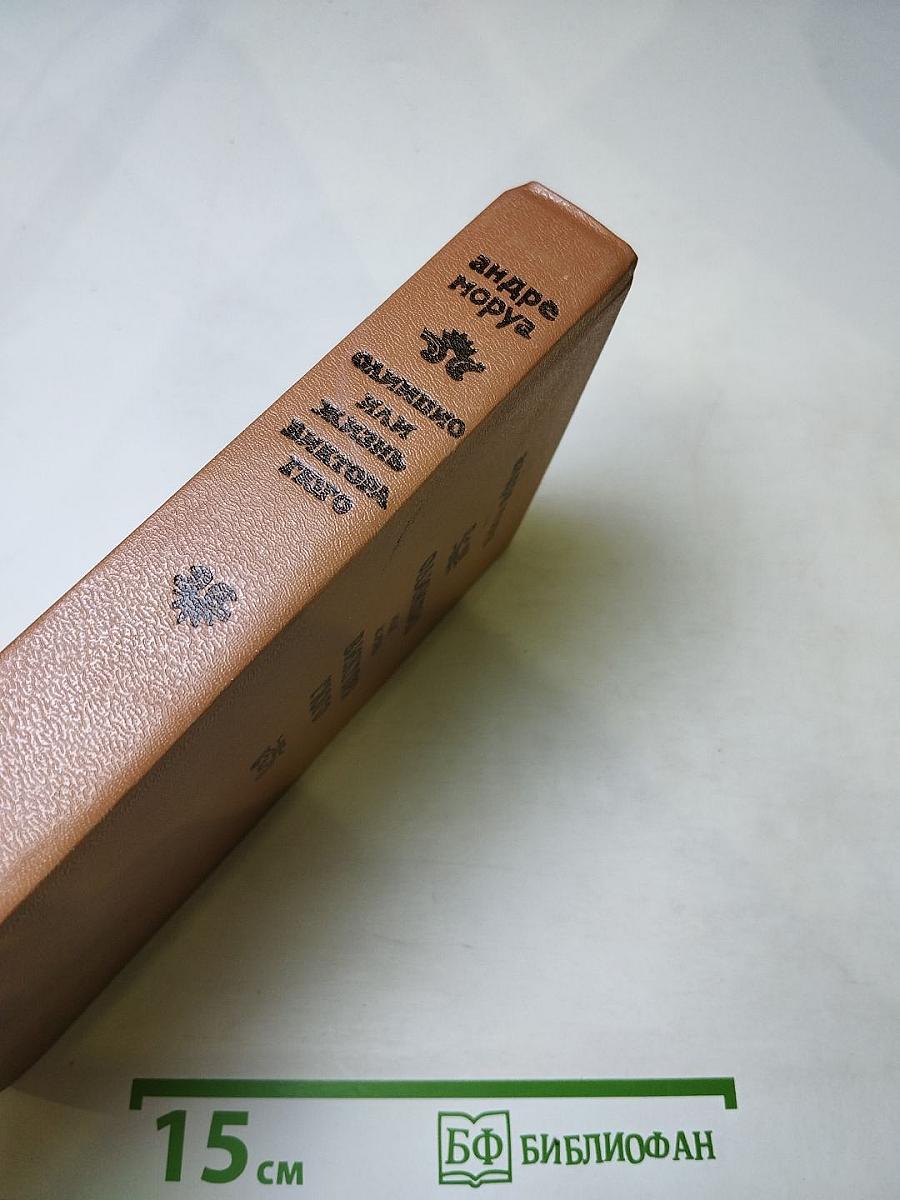 андре
моруа
ОЛИМПИО
ИЛИ
ЖИЗНЬ
ВИКТОРА
ГЮГО
15 см
БФ БИБЛИОФАН